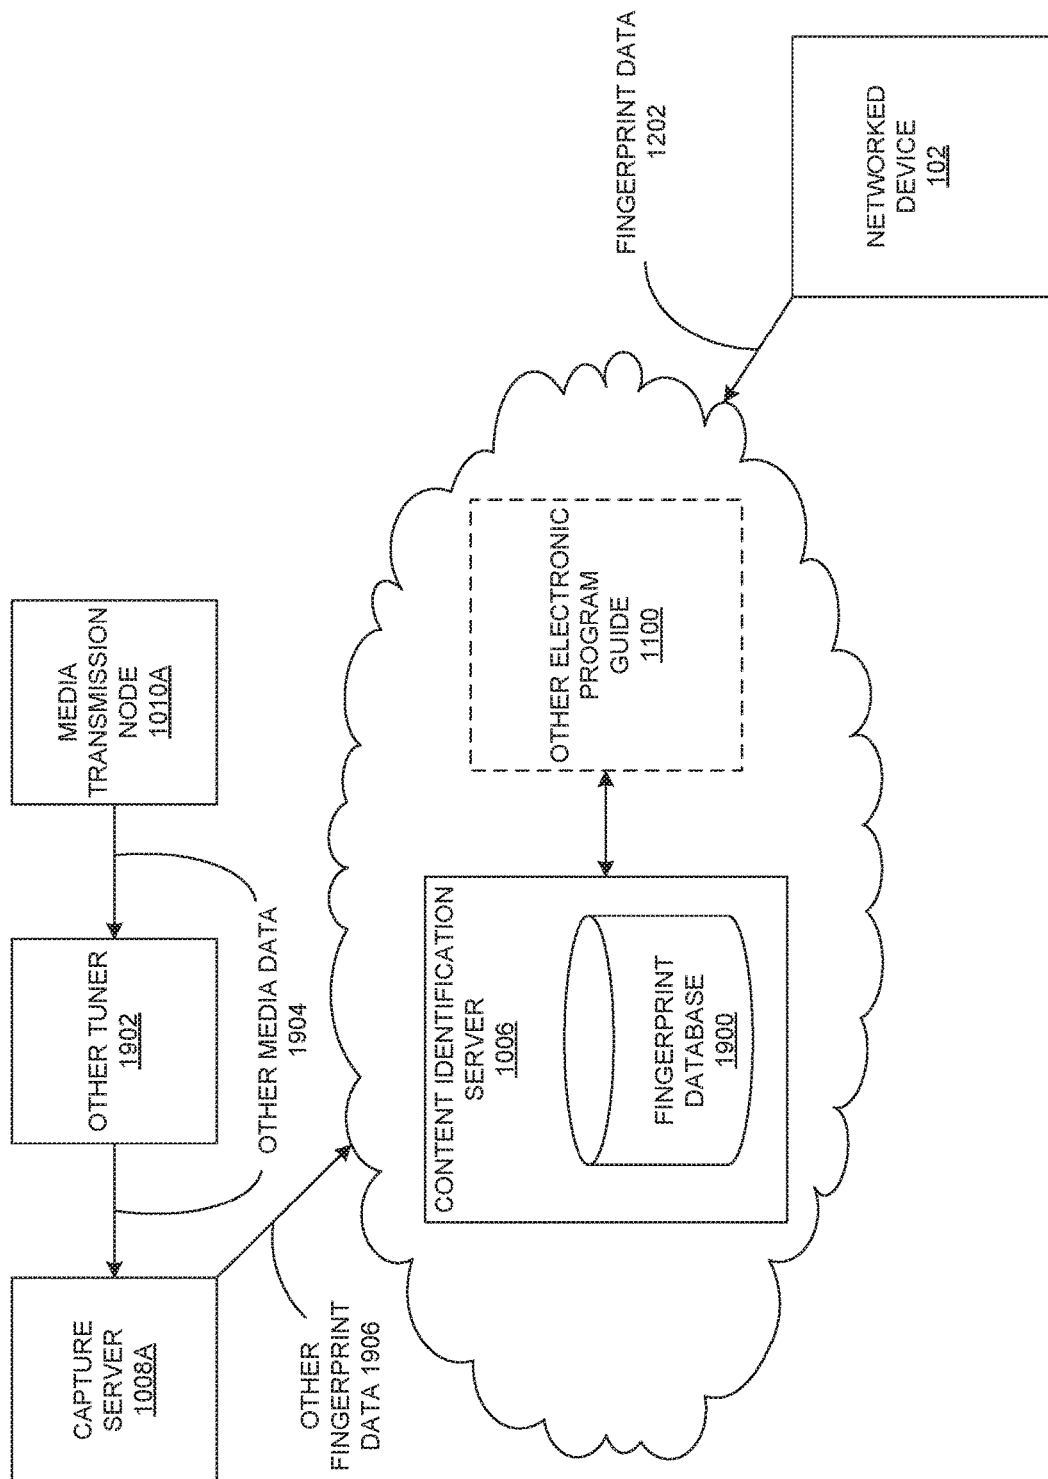 CAPTURE
SERVER
1008A
OTHER TUNER
1902
MEDIA
TRANSMISSION
NODE
1010A
OTHER MEDIA DATA
1904
OTHER
FINGERPRINT
DATA 1906
CONTENT IDENTIFICATION
SERVER
1006
FINGERPRINT
DATABASE
1900
OTHER ELECTRONIC
PROGRAM
GUIDE
1100
FINGERPRINT DATA
1202
NETWORKED
DEVICE
102